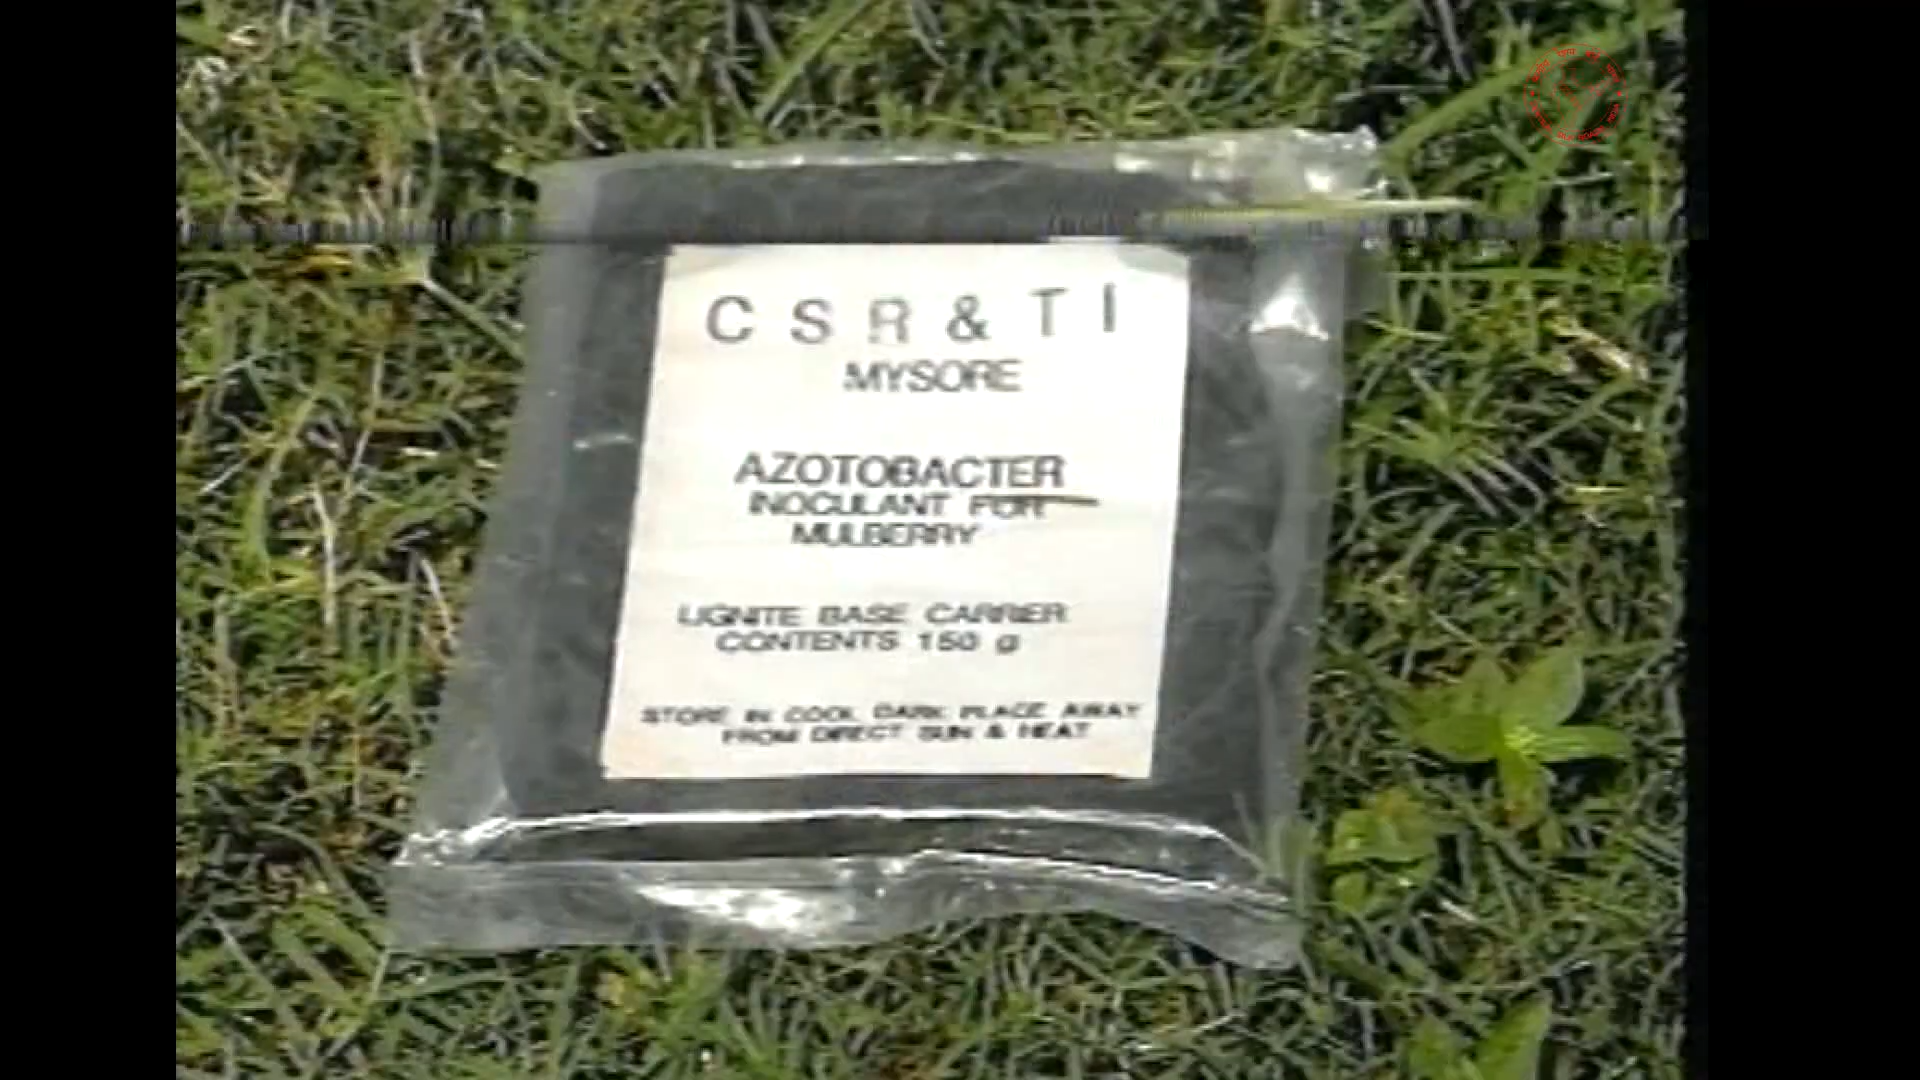 C S R & T I
MYSORE
AZOTOBACTER
INOCULANT FOR
MULBERRY
LIGNITE BASE CARRIER
CONTENTS 150 g
STORE IN COOL DARK PLACE AWAY
FROM DIRECT SUN & HEAT